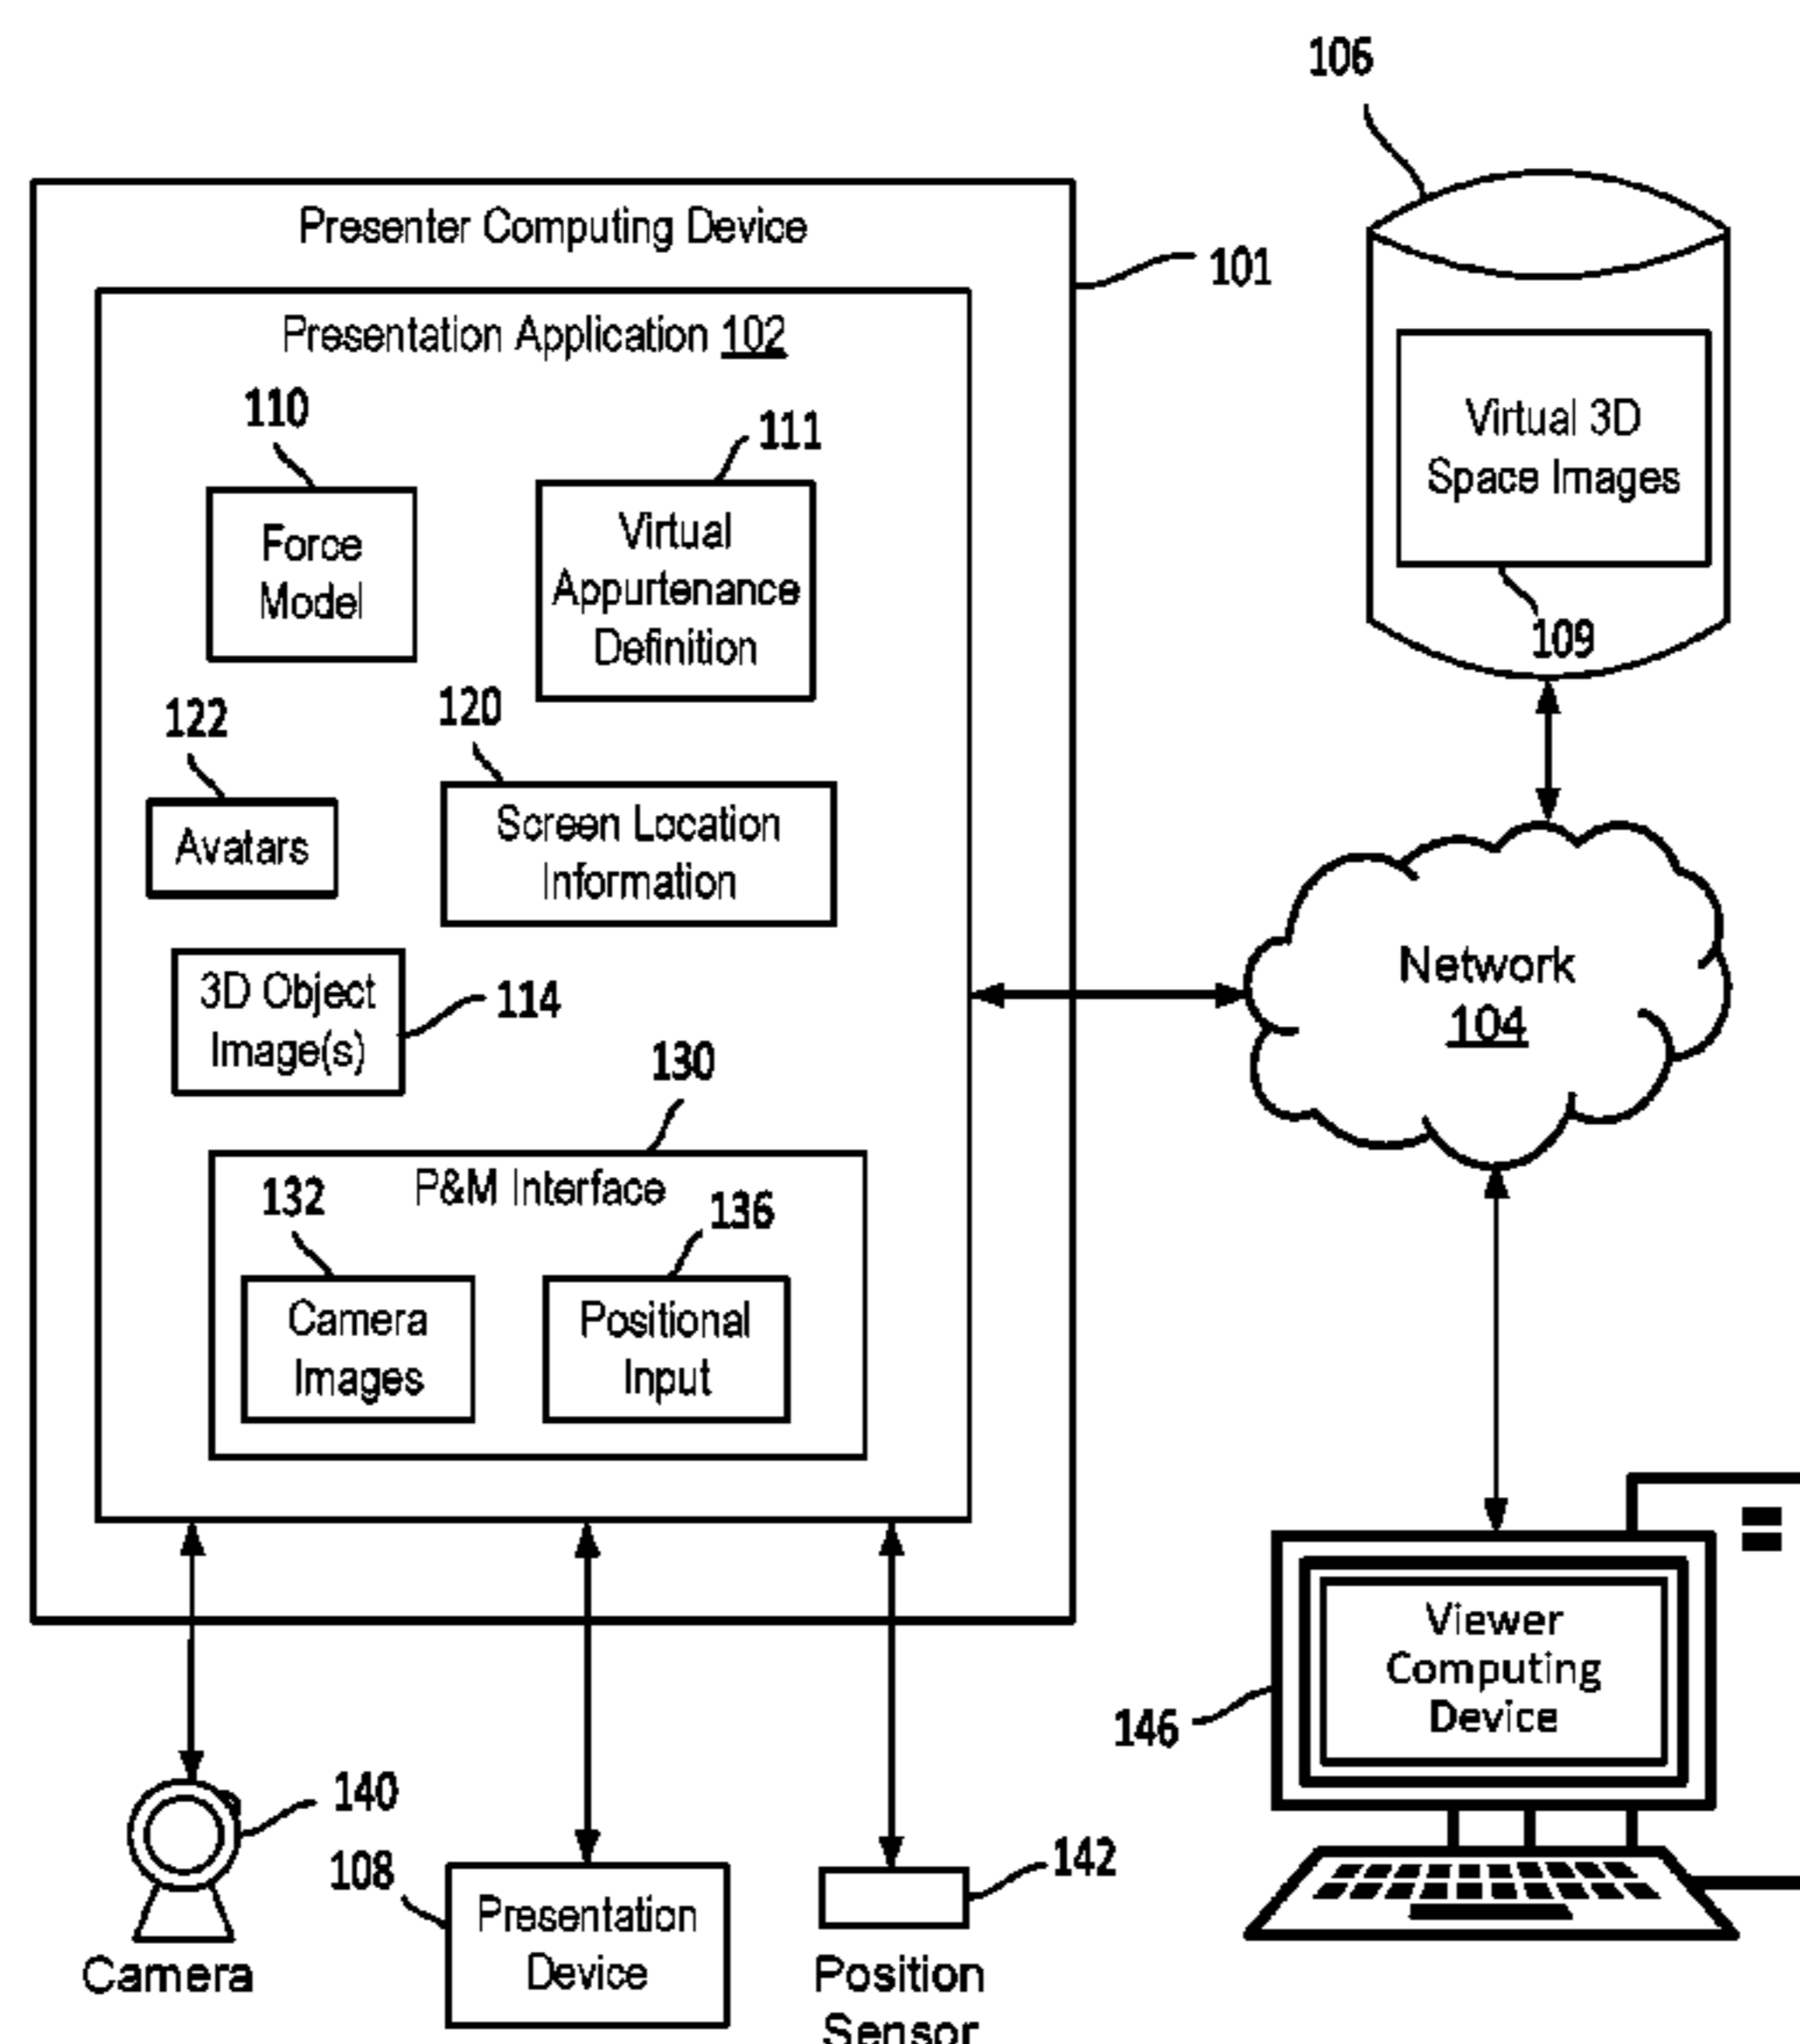 106
Presenter Computing Device
101
Presentation Application 102
110
111
Force
Model
Virtual
Appurtenance
Definition
Virtual 3D
Space Images
109
122
120
Avatars
Screen Location
Information
3D Object
Image(s)
114
Network
104
130
P&M Interface
132
136
Camera
Images
Positional
Input
Viewer
Computing
Device
146
140
108
142
Camera
Presentation
Device
Position
Sensor